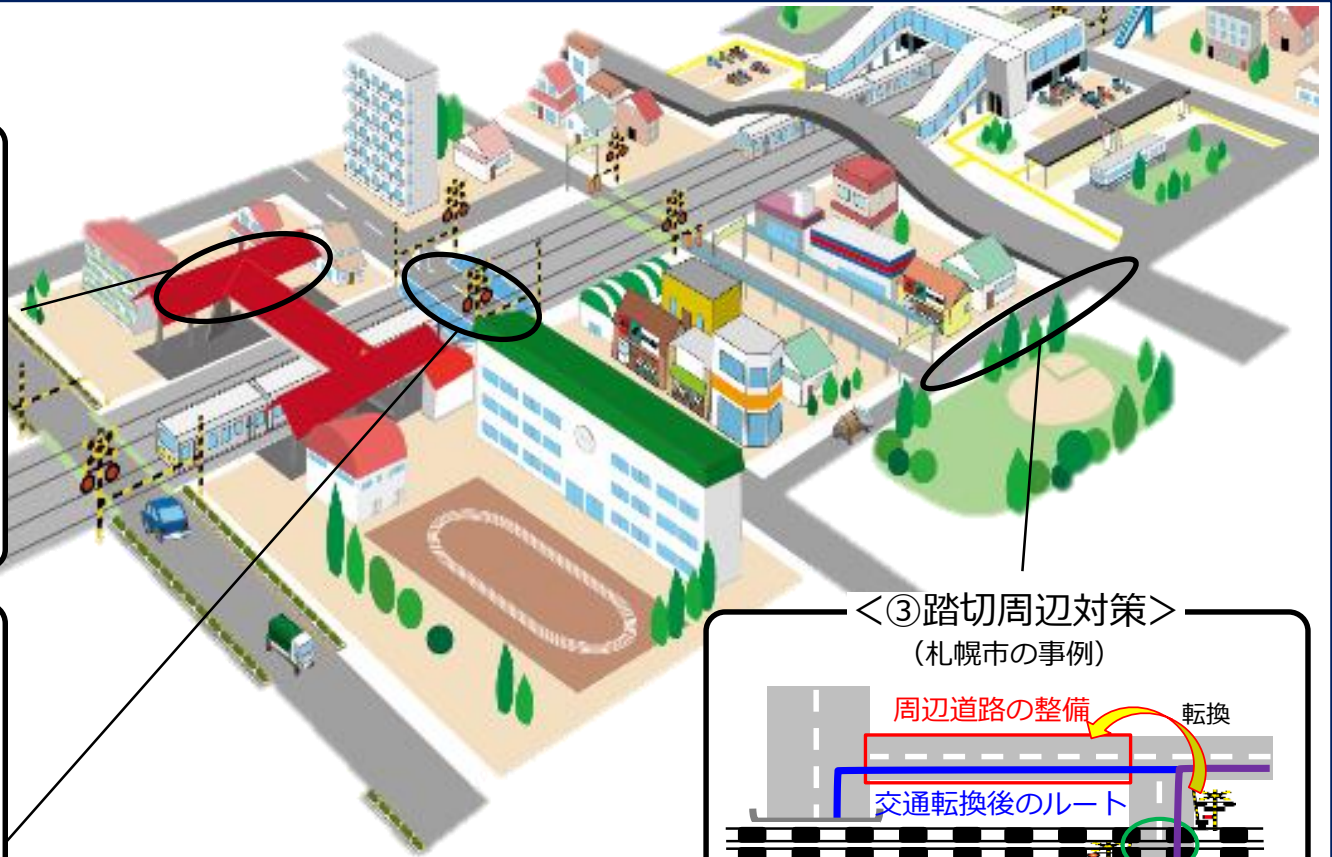 <③踏切周辺対策>
(札幌市の事例)
周辺道路の整備
転換
交通転換後のルート